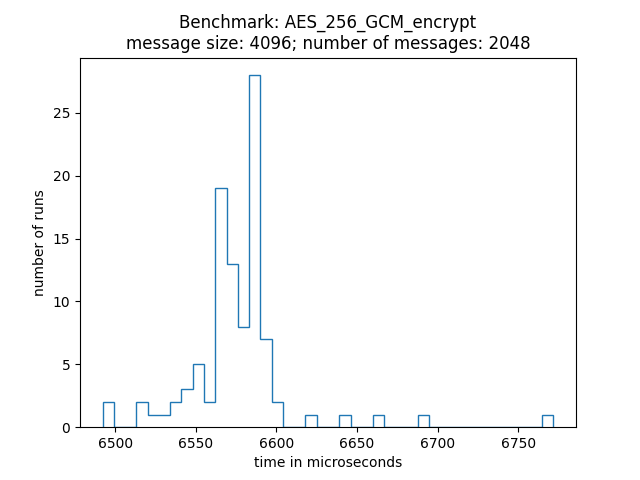 Benchmark: AES_256_GCM_encrypt
message size: 4096; number of messages: 2048
number of runs
25
20
15
10
5
0
6500 6550 6600 6650 6700 6750
time in microseconds